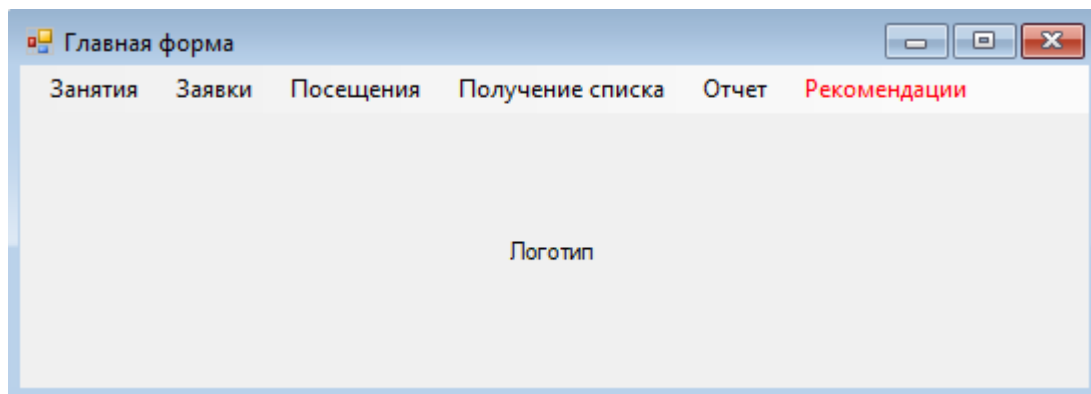 Главная форма
Занятия Заявки Посещения Получение списка Отчет Рекомендации
Логотип